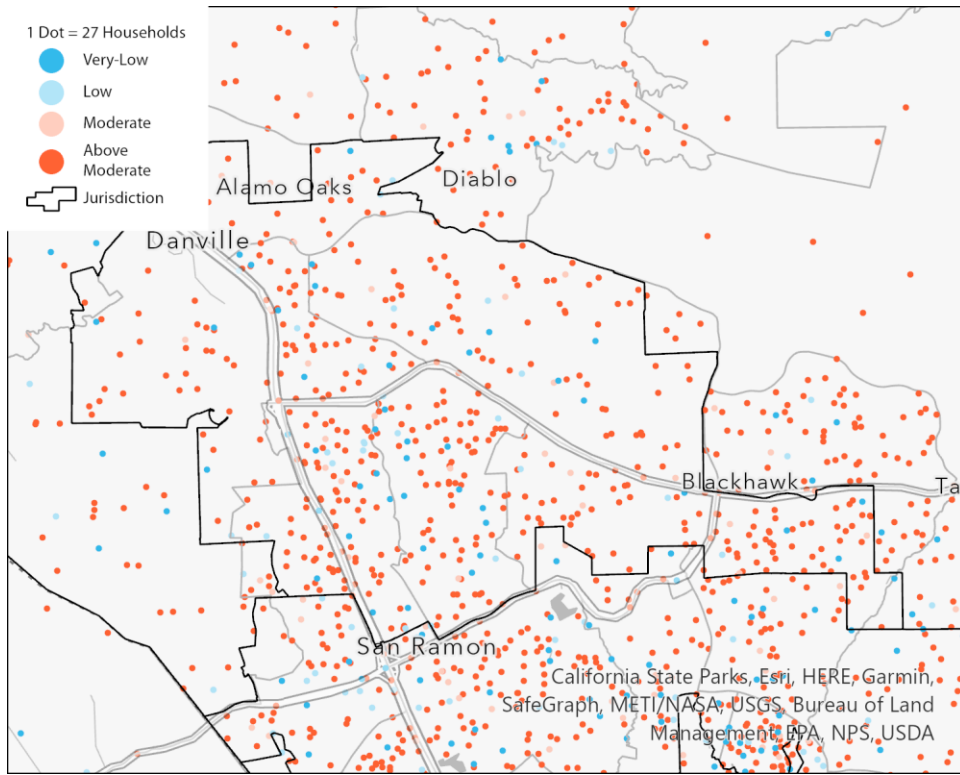 1 Dot = 27 Households
Very-Low
Low
Moderate
Above
Moderate
Jurisdiction
Alamo Oaks
Diablo
Danville
Blackhawk
Ta
San Ramon
California State Parks, Esri, HERE, Garmin,
SafeGraph, METI/NASA, USGS, Bureau of Land
Management, EPA, NPS, USDA